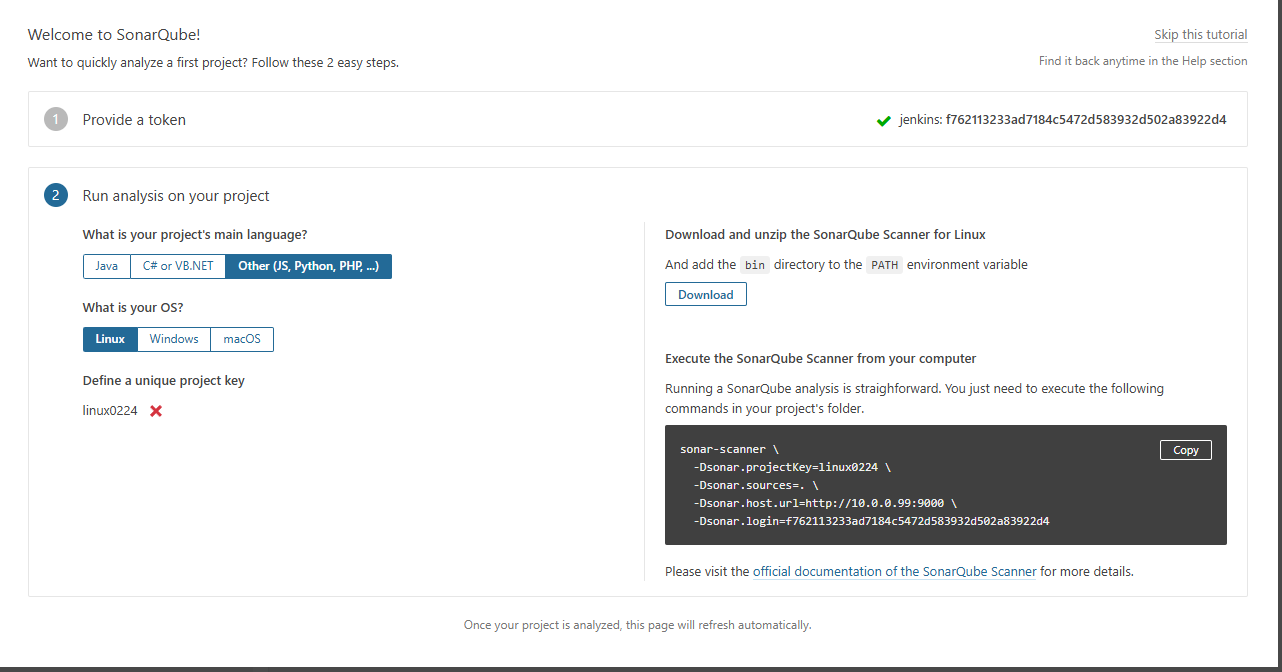 Welcome to SonarQube!
Skip this tutorial
Want to quickly analyze a first project? Follow these 2 easy steps.
Find it back anytime in the Help section
1 Provide a token
jenkins: f762113233ad7184c5472d583932d502a83922d4
2 Run analysis on your project
What is your project's main language?
Java C# or VB.NET Other (JS, Python, PHP, ...)
What is your OS?
Linux Windows macOS
Define a unique project key
linux0224
Download and unzip the SonarQube Scanner for Linux
And add the bin directory to the PATH environment variable
Download
Execute the SonarQube Scanner from your computer
Running a SonarQube analysis is straighforward. You just need to execute the following
commands in your project's folder.
Copy
sonar-scanner \
-Dsonar.projectKey=linux0224 \
-Dsonar.sources=. \
-Dsonar.host.url=http://10.0.0.99:9000 \
-Dsonar.login=f762113233ad7184c5472d583932d502a83922d4
Please visit the official documentation of the SonarQube Scanner for more details.
Once your project is analyzed, this page will refresh automatically.